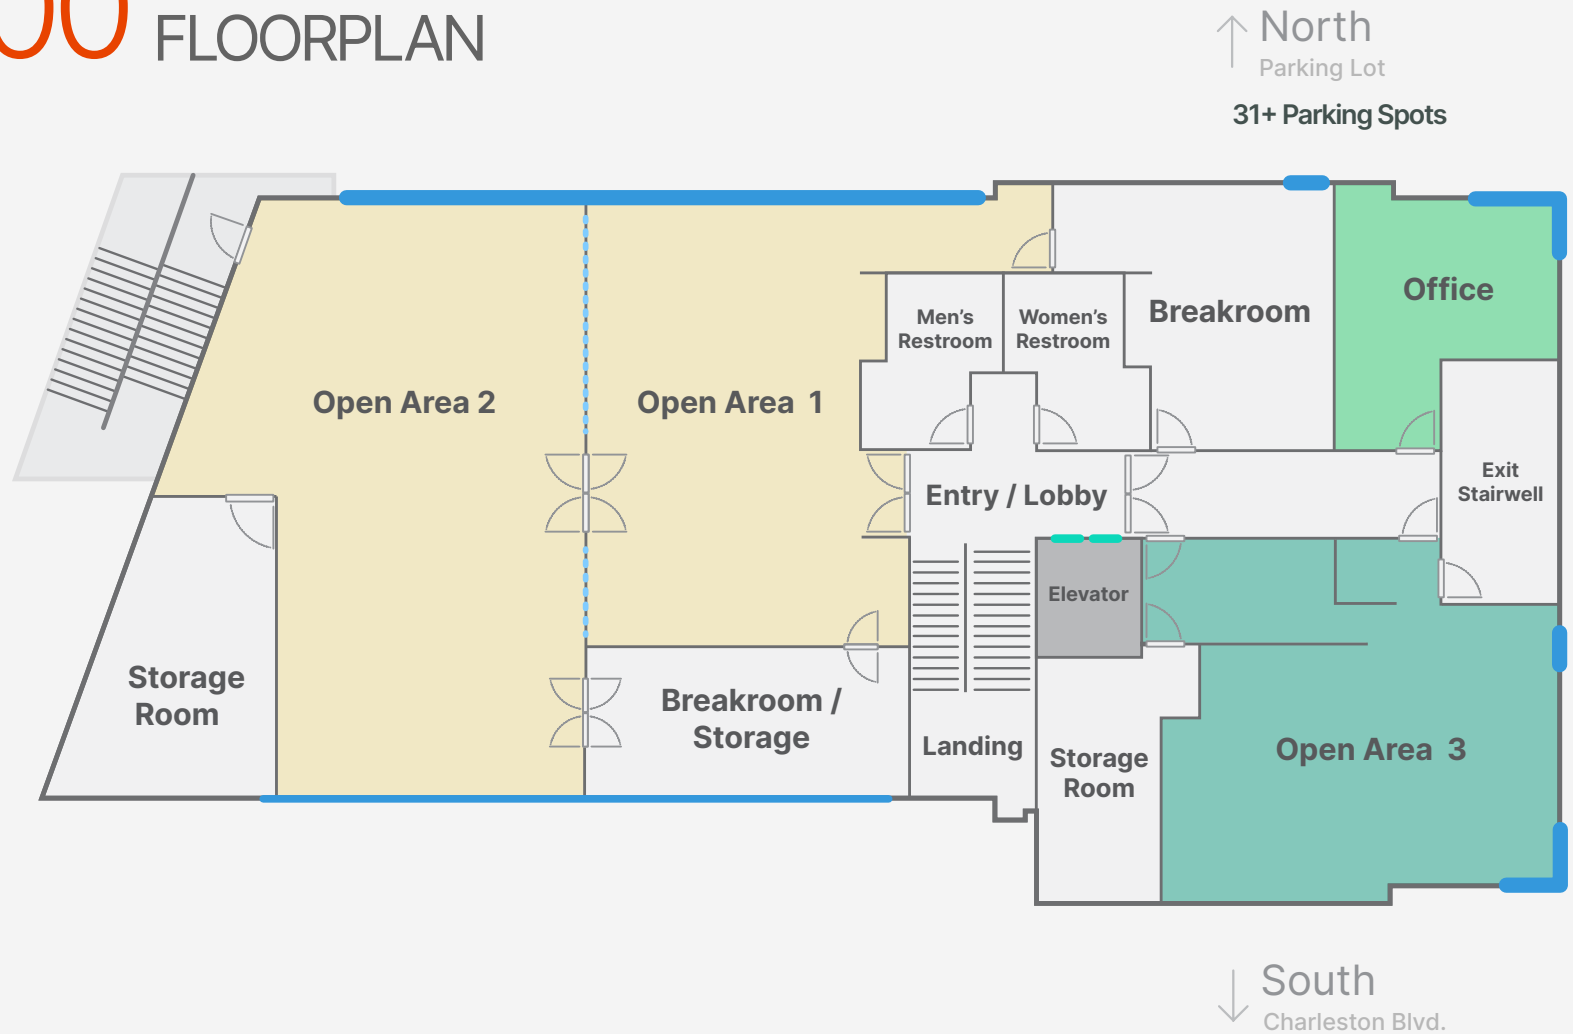 FLOORPLAN
North
Parking Lot
31+ Parking Spots
Office
Breakroom
Men's
Restroom
Women's
Restroom
Open Area 2
Open Area 1
Exit
Stairwell
Entry / Lobby
Elevator
Storage
Room
Breakroom /
Storage
Landing
Storage
Room
Open Area 3
South
Charleston Blvd.